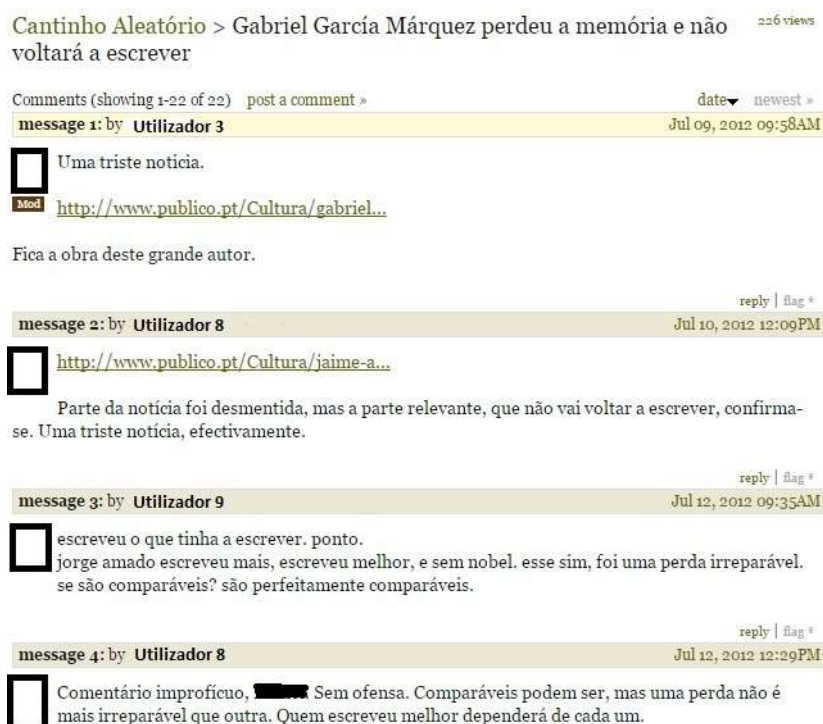 Cantinho Aleatório > Gabriel García Márquez perdeu a memória e não 226 views
voltará a escrever
Comments (showing 1-22 of 22) post a comment » date newest »
message 1: by Utilizador 3 Jul 09, 2012 09:58AM
Uma triste noticia.
Mod http://www.publico.pt/Cultura/gabriel...
Fica a obra deste grande autor.
reply | flag *
message 2: by Utilizador 8 Jul 10, 2012 12:09PM
http://www.publico.pt/Cultura/jaime-a...
Parte da notícia foi desmentida, mas a parte relevante, que não vai voltar a escrever, confirma-
se. Uma triste notícia, efectivamente.
reply | flag *
message 3: by Utilizador 9 Jul 12, 2012 09:35AM
escreveu o que tinha a escrever. ponto.
jorge amado escreveu mais, escreveu melhor, e sem nobel. esse sim, foi uma perda irreparável.
se são comparáveis? são perfeitamente comparáveis.
reply | flag *
message 4: by Utilizador 8 Jul 12, 2012 12:29PM
Comentário improfícuo, Sem ofensa. Comparáveis podem ser, mas uma perda não é
mais irreparável que outra. Quem escreveu melhor dependerá de cada um.